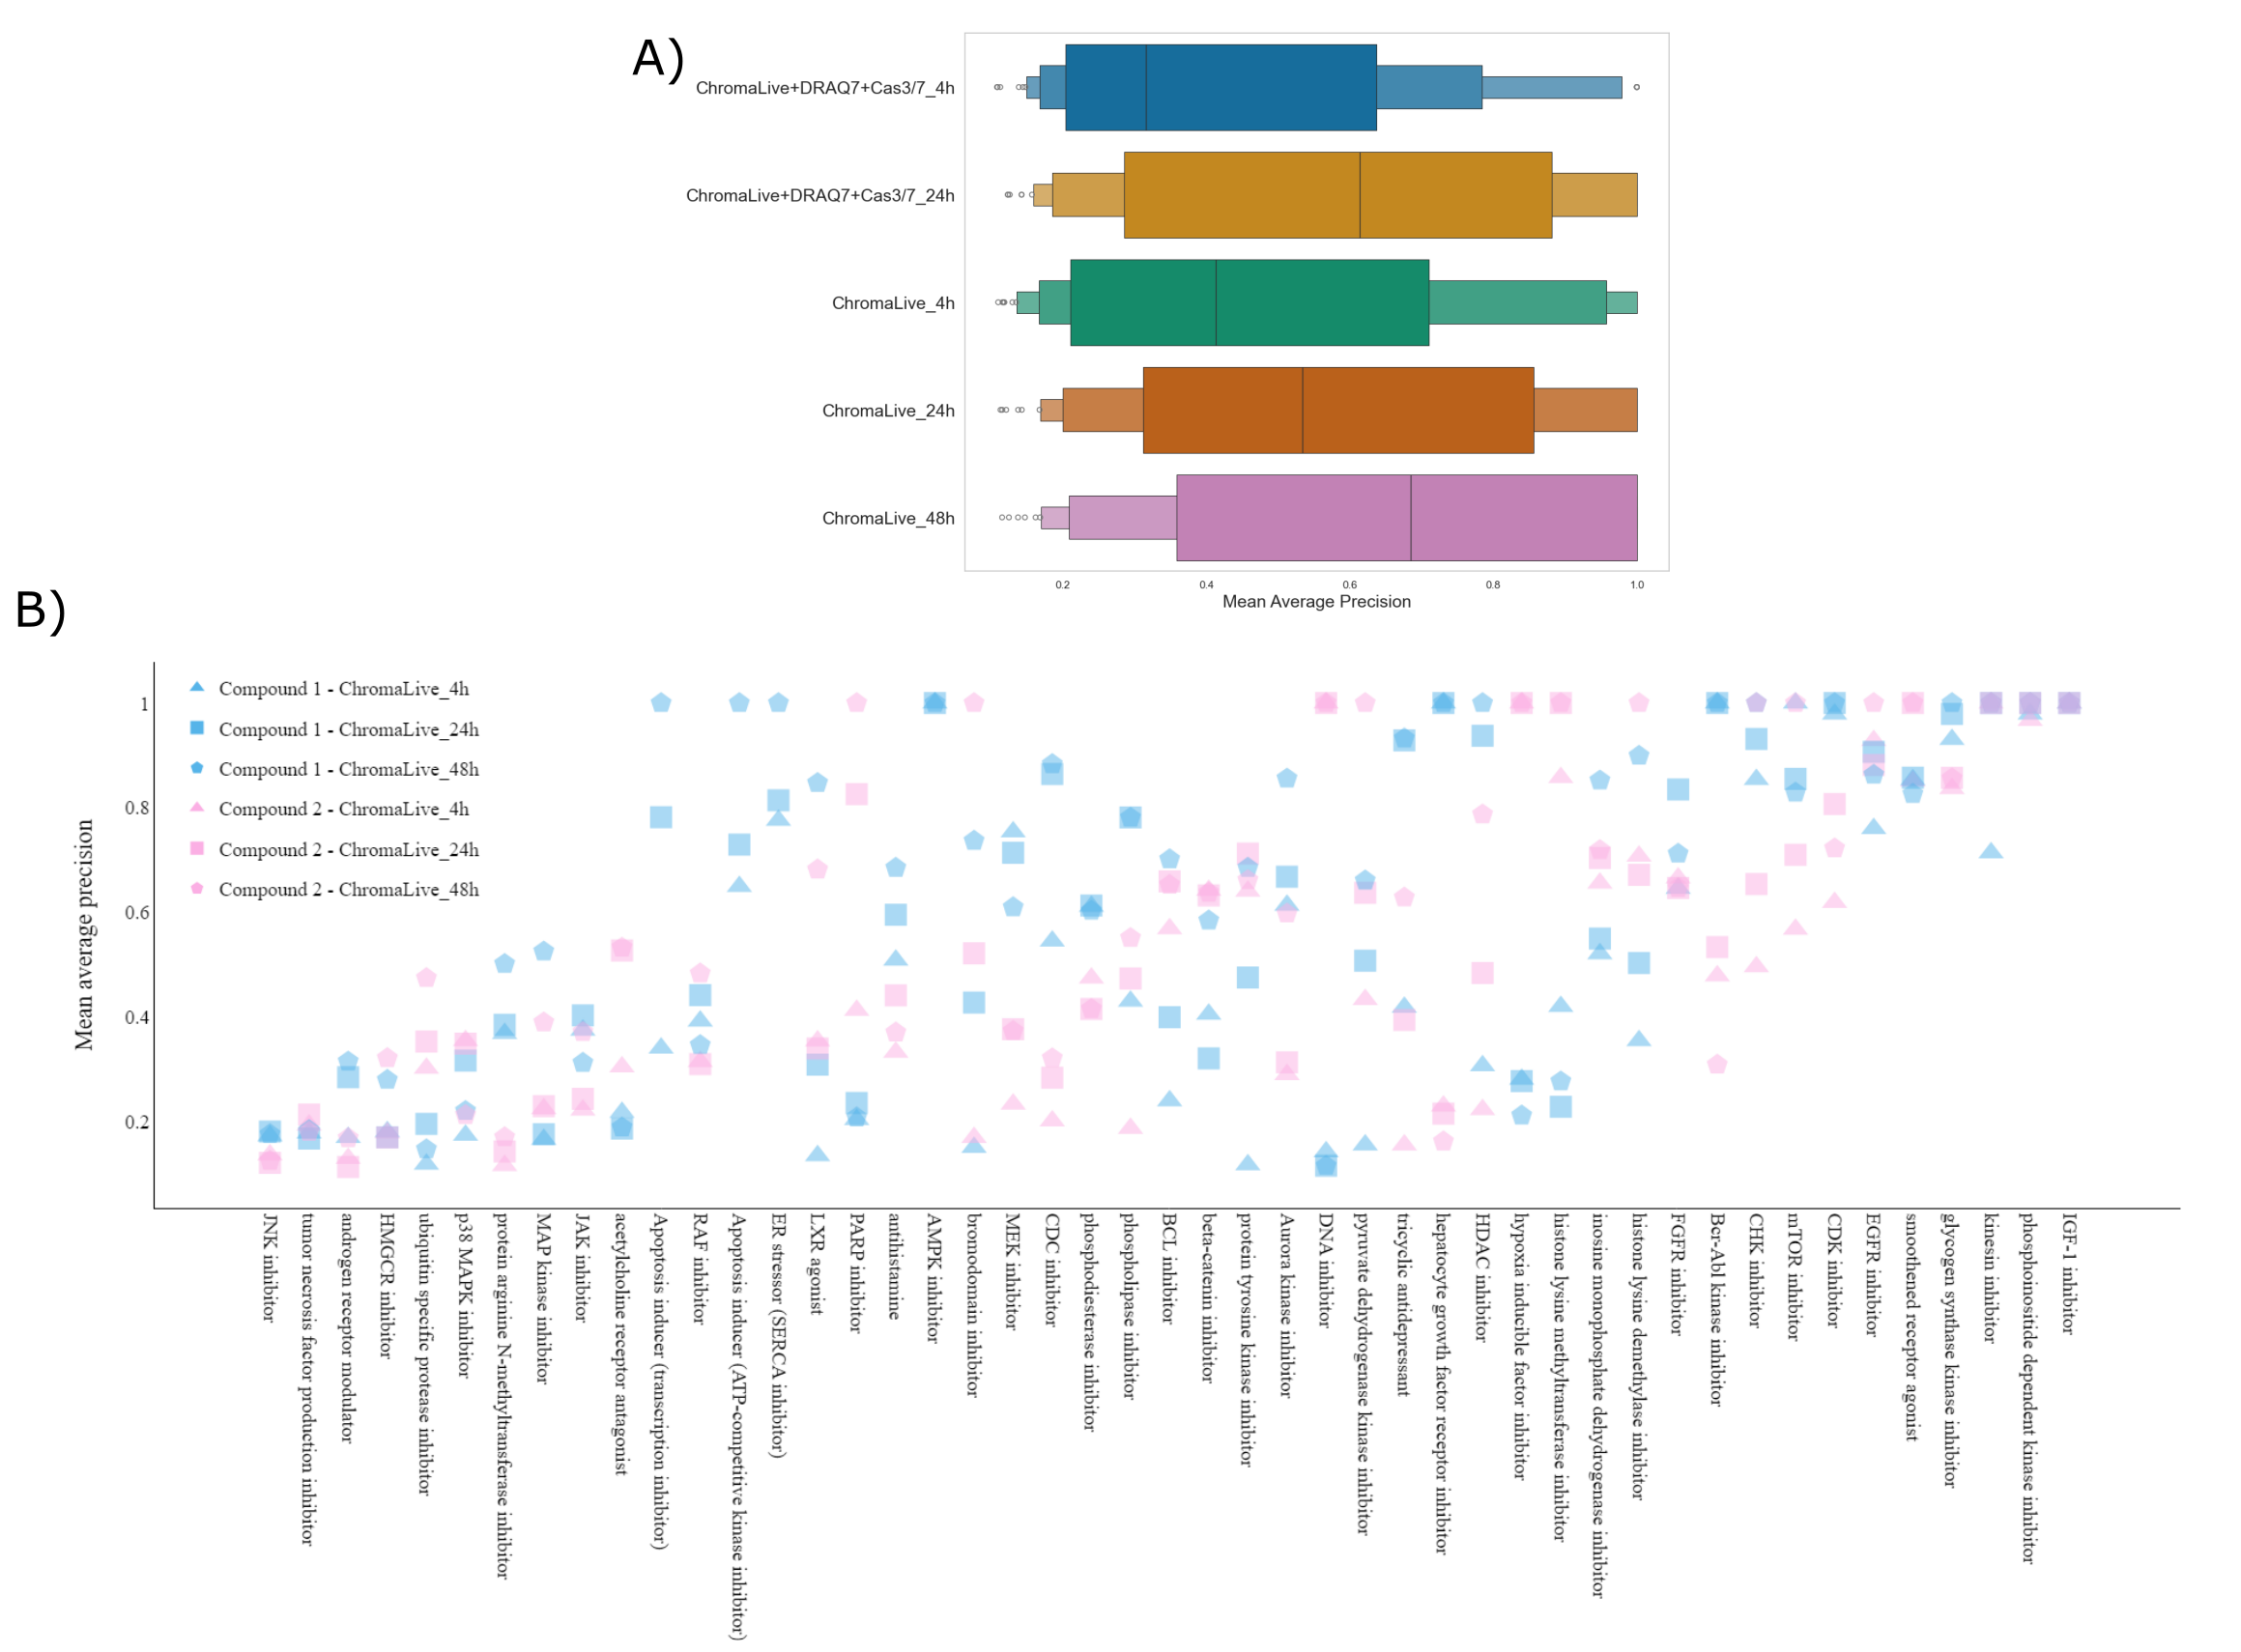 A)
ChromaLive+DRAQ7+Cas3/7_4h
ChromaLive+DRAQ7+Cas3/7_24h
ChromaLive_4h
ChromaLive_24h
ChromaLive_48h
0.2 0.4 0.6 0.8 1.0
Mean Average Precision
B)
Compound 1 - ChromaLive_4h
Compound 1 - ChromaLive_24h
Compound 1 - ChromaLive_48h
Compound 2 - ChromaLive_4h
Compound 2 - ChromaLive_24h
Compound 2 - ChromaLive_48h
1
0.8
0.6
0.4
0.2
Mean average precision
JNK inhibitor
tumor necrosis factor production inhibitor
androgen receptor modulator
HMGCR inhibitor
ubiquitin specific protease inhibitor
p38 MAPK inhibitor
protein arginine N-methyltransferase inhibitor
MAP kinase inhibitor
JAK inhibitor
acetylcholine receptor antagonist
Apoptosis inducer (transcription inhibitor)
RAF inhibitor
Apoptosis inducer (ATP-competitive kinase inhibitor)
ER stressor (SERCA inhibitor)
LXR agonist
PARP inhibitor
antihistamine
AMPK inhibitor
bromodomain inhibitor
MEK inhibitor
CDC inhibitor
phosphodiesterase inhibitor
phospholipase inhibitor
BCL inhibitor
beta-catenin inhibitor
protein tyrosine kinase inhibitor
Aurora kinase inhibitor
DNA inhibitor
pyruvate dehydrogenase kinase inhibitor
tricyclic antidepressant
hepatocyte growth factor receptor inhibitor
HDAC inhibitor
hypoxia inducible factor inhibitor
histone lysine methyltransferase inhibitor
inosine monophosphate dehydrogenase inhibitor
histone lysine demethylase inhibitor
FGFR inhibitor
Bcr-Abl kinase inhibitor
CHK inhibitor
mTOR inhibitor
CDK inhibitor
EGFR inhibitor
smoothened receptor agonist
glycogen synthase kinase inhibitor
kinesin inhibitor
phosphoinositide dependent kinase inhibitor
IGF-1 inhibitor